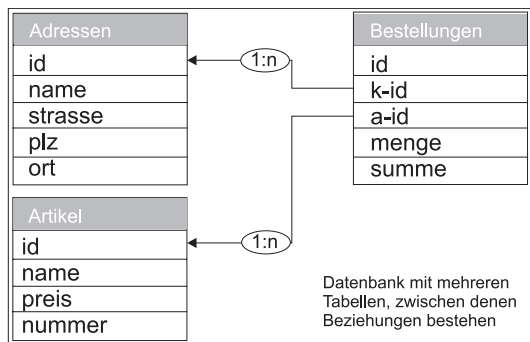 Adressen
id
name
strasse
plz
ort
1:n
Bestellungen
id
k-id
a-id
menge
summe
Artikel
id
name
preis
nummer
1:n
Datenbank mit mehreren
Tabellen, zwischen denen
Beziehungen bestehen